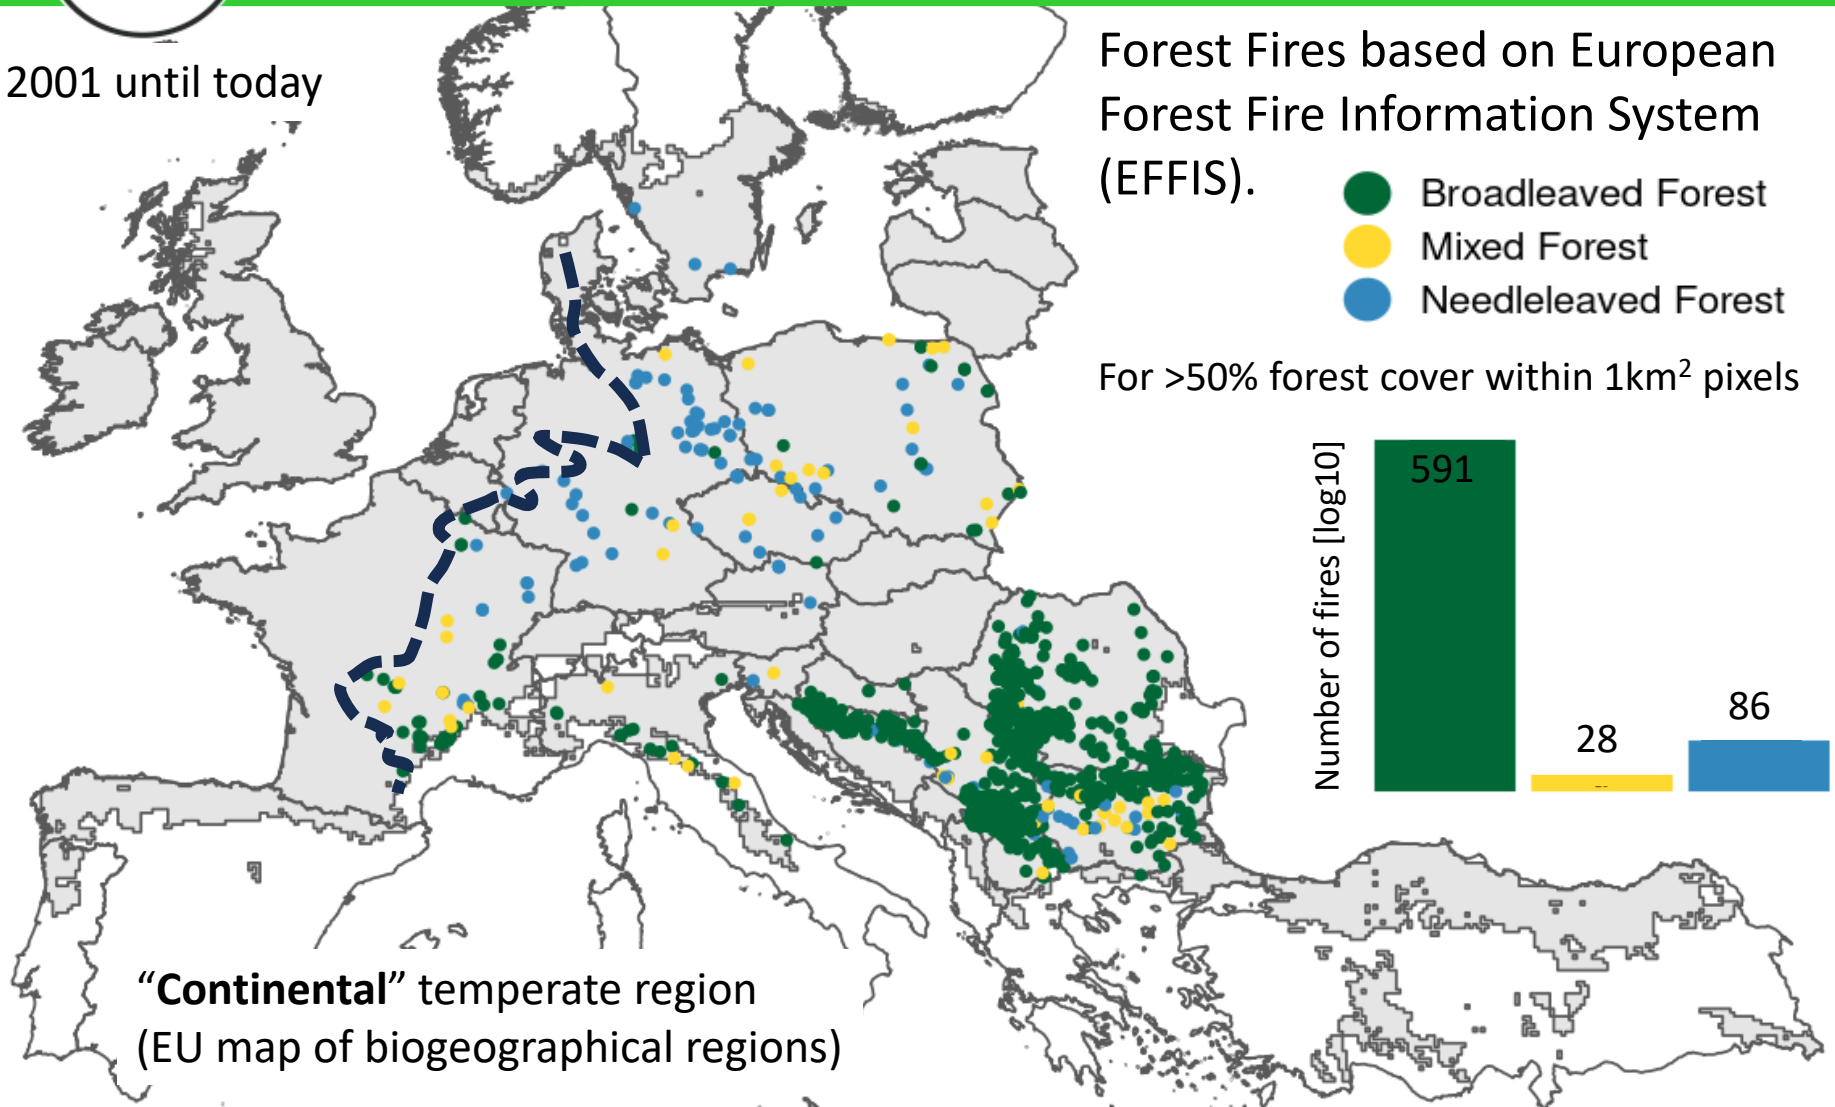 2001 until today
Forest Fires based on European
Forest Fire Information System
(EFFIS).
Broadleaved Forest
Mixed Forest
Needleleaved Forest
For >50% forest cover within 1km² pixels
Number of fires [log10]
591
28
86
“Continental” temperate region
(EU map of biogeographical regions)